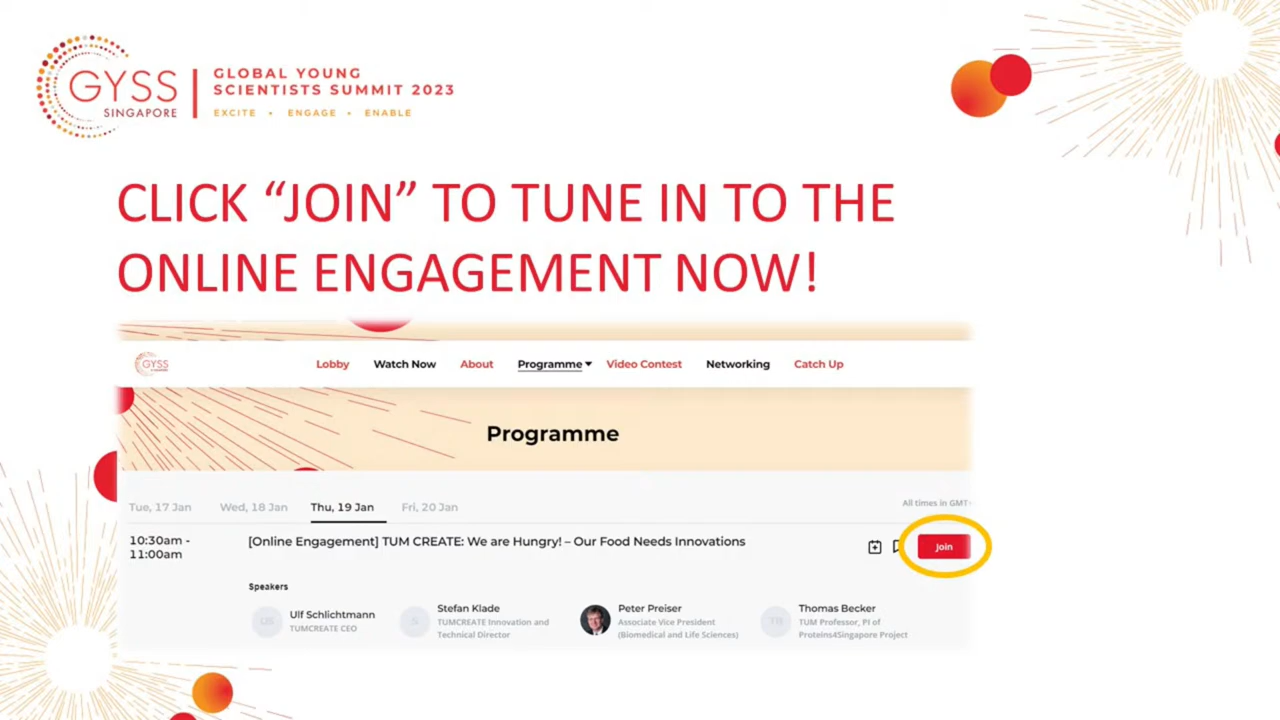 GYSS
SINGAPORE
GLOBAL YOUNG
SCIENTISTS SUMMIT 2023
EXCITE • ENGAGE • ENABLE
CLICK “JOIN” TO TUNE IN TO THE
ONLINE ENGAGEMENT NOW!
GYSS
Lobby Watch Now About Programme Video Contest Networking Catch Up
Programme
Tue, 17 Jan Wed, 18 Jan Thu, 19 Jan Fri, 20 Jan
All times in GMT
10:30am -
11:00am
[Online Engagement] TUM CREATE: We are Hungry! – Our Food Needs Innovations
Join
Speakers
US
Ulf Schlichtmann
TUMCREATE CEO
S
Stefan Klade
TUMCREATE Innovation and
Technical Director
Peter Preiser
Associate Vice President
(Biomedical and Life Sciences)
TB
Thomas Becker
TUM Professor, PI of
Proteins4Singapore Project